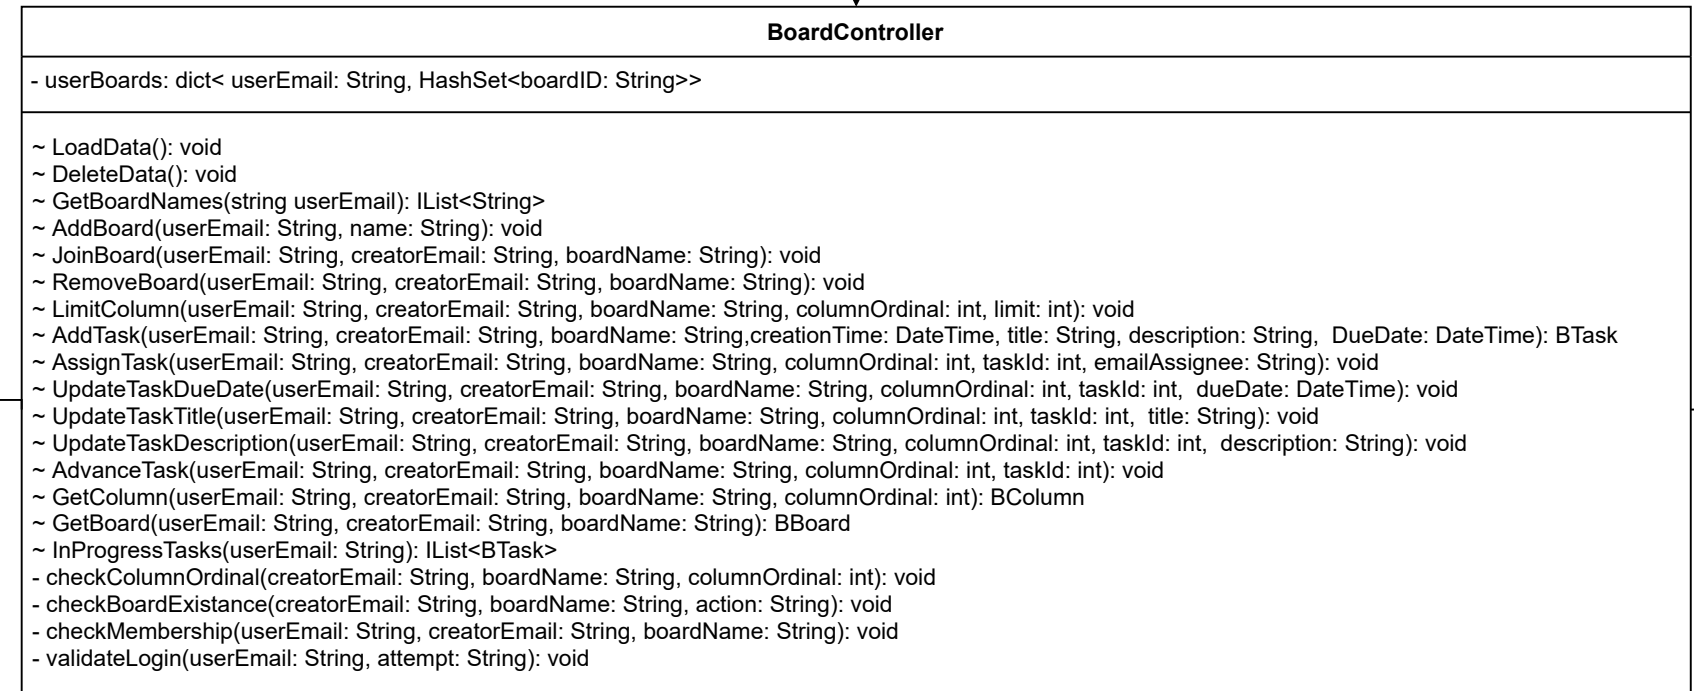 BoardController
- userBoards: dict< userEmail: String, HashSet<boardID: String>>
~ LoadData(): void
~ DeleteData(): void
~ GetBoardNames(string userEmail): IList<String>
~ AddBoard(userEmail: String, name: String): void
~ JoinBoard(userEmail: String, creatorEmail: String, boardName: String): void
~ RemoveBoard(userEmail: String, creatorEmail: String, boardName: String): void
~ LimitColumn(userEmail: String, creatorEmail: String, boardName: String, columnOrdinal: int, limit: int): void
~ AddTask(userEmail: String, creatorEmail: String, boardName: String,creationTime: DateTime, title: String, description: String,  DueDate: DateTime): BTask
~ AssignTask(userEmail: String, creatorEmail: String, boardName: String, columnOrdinal: int, taskId: int, emailAssignee: String): void
~ UpdateTaskDueDate(userEmail: String, creatorEmail: String, boardName: String, columnOrdinal: int, taskId: int,  dueDate: DateTime): void
~ UpdateTaskTitle(userEmail: String, creatorEmail: String, boardName: String, columnOrdinal: int, taskId: int,  title: String): void
~ UpdateTaskDescription(userEmail: String, creatorEmail: String, boardName: String, columnOrdinal: int, taskId: int,  description: String): void
~ AdvanceTask(userEmail: String, creatorEmail: String, boardName: String, columnOrdinal: int, taskId: int): void
~ GetColumn(userEmail: String, creatorEmail: String, boardName: String, columnOrdinal: int): BColumn
~ GetBoard(userEmail: String, creatorEmail: String, boardName: String): BBoard
~ InProgressTasks(userEmail: String): IList<BTask>
- checkColumnOrdinal(creatorEmail: String, boardName: String, columnOrdinal: int): void
- checkBoardExistance(creatorEmail: String, boardName: String, action: String): void
- checkMembership(userEmail: String, creatorEmail: String, boardName: String): void
- validateLogin(userEmail: String, attempt: String): void